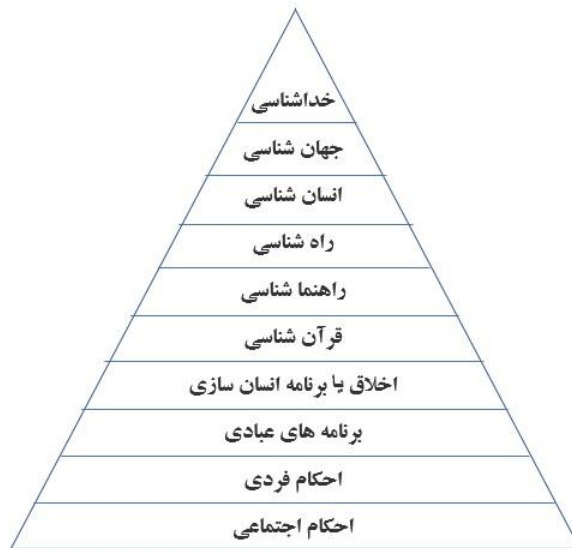 خداشناسی
جهان شناسی
انسان شناسی
راه شناسی
راهنما شناسی
قرآن شناسی
اخلاق یا برنامه انسان سازی
برنامه های عبادی
احکام فردی
احکام اجتماعی